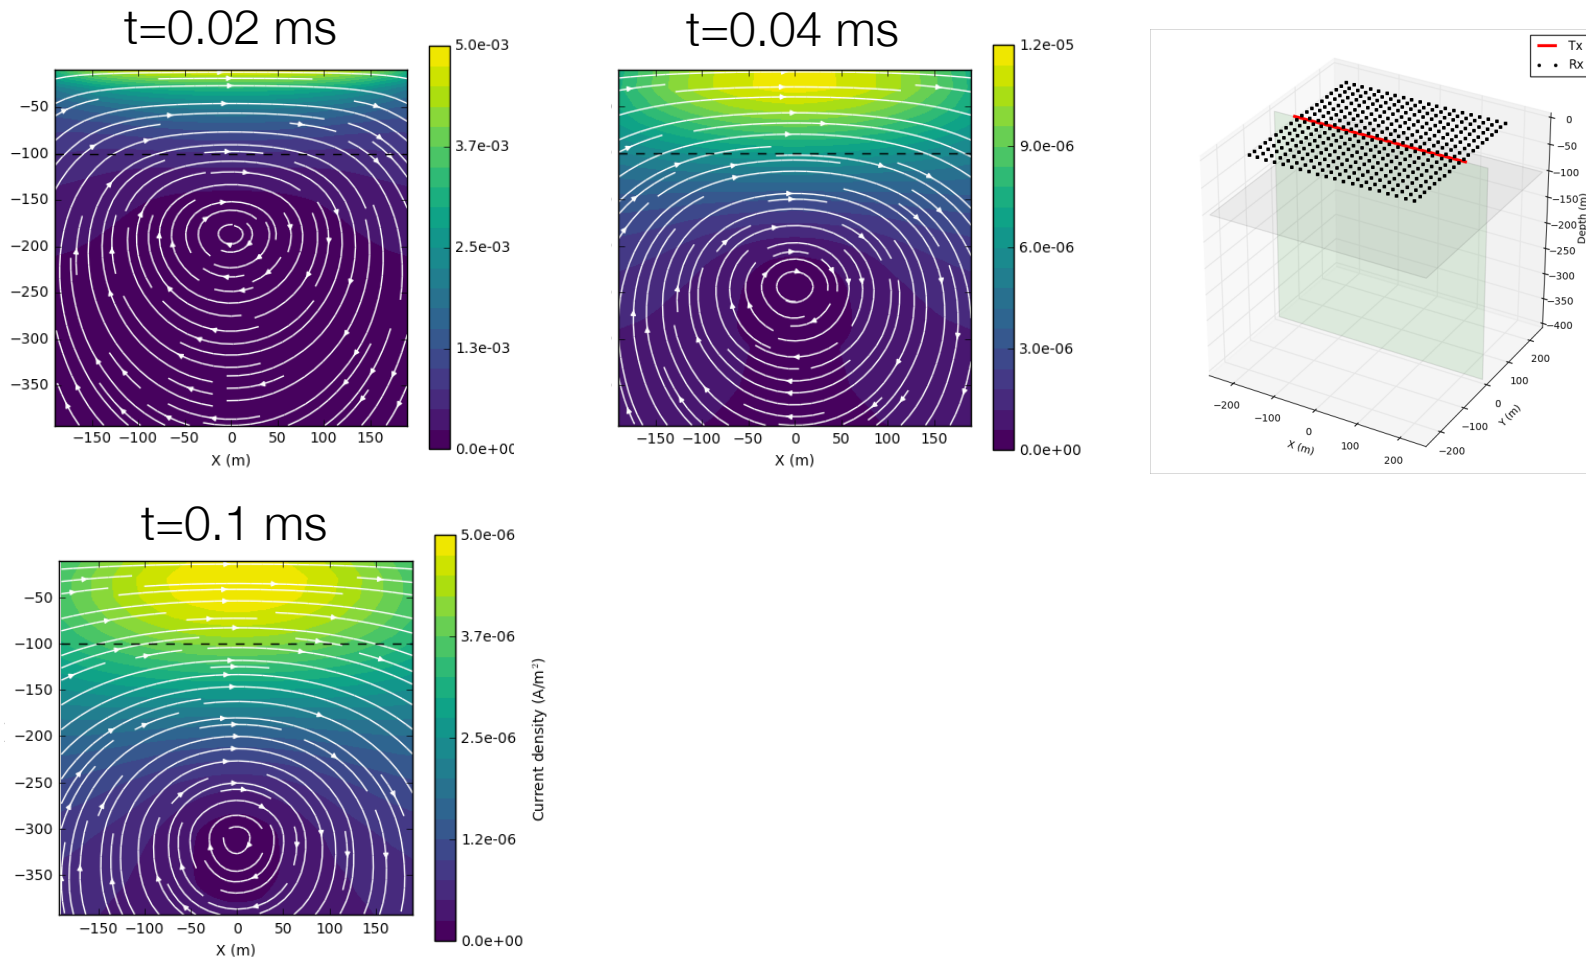 t=0.02 ms
5.0e-03
3.7e-03
2.5e-03
1.3e-03
0.0e+00
−50
−100
−150
−200
−250
−300
−350
−150 −100 −50 0 50 100 150
X (m)
t=0.04 ms
1.2e-05
9.0e-06
6.0e-06
3.0e-06
0.0e+00
−150 −100 −50 0 50 100 150
X (m)
Tx
Rx
0
−50
−100
−150
−200
−250
−300
−350
−400
Depth (m)
−200
−100
0
100
200
X (m)
−200
−100
0
100
200
Y (m)
t=0.1 ms
5.0e-06
3.7e-06
2.5e-06
1.2e-06
0.0e+00
Current density (A/m²)
−50
−100
−150
−200
−250
−300
−350
−150 −100 −50 0 50 100 150
X (m)